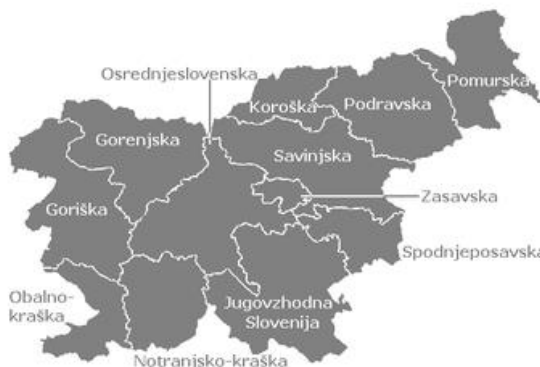 Pomurska
Osrednjeslovenska
Koroška
Podravska
Gorenjska
Savinjska
Zasavska
Goriška
Spodnjeposavska
Obalno-
kraška
Jugovzhodna
Slovenija
Notranjsko-kraška